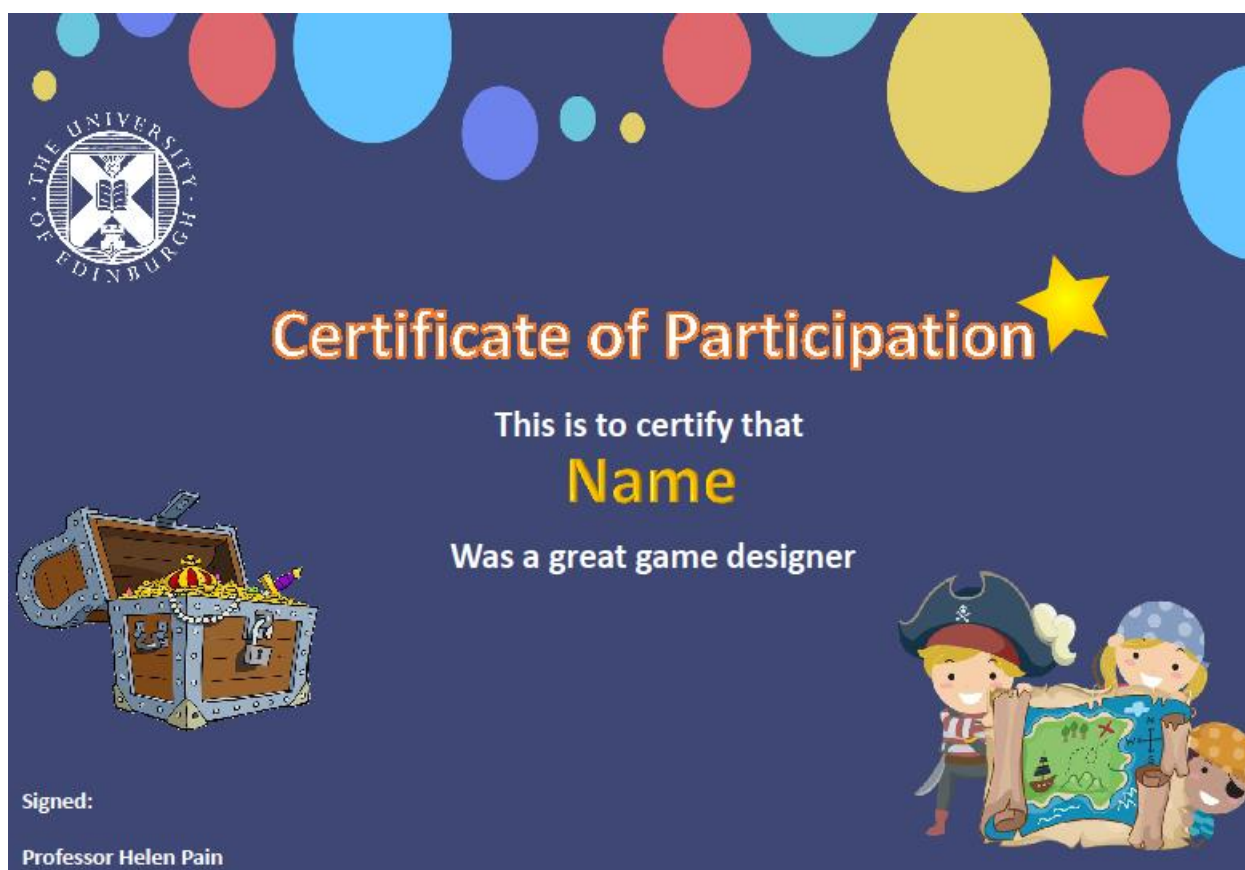 THE UNIVERSITY OF EDINBURGH
Certificate of Participation
This is to certify that
Name
Was a great game designer
N
W
Signed:
Professor Helen Pain